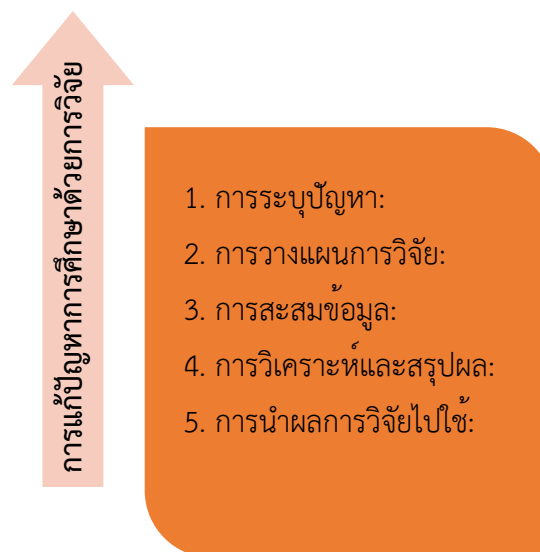 การแก้ปัญหาการศึกษาด้วยการวิจัย
1. การระบุปัญหา:
2. การวางแผนการวิจัย:
3. การสะสมข้อมูล:
4. การวิเคราะห์และสรุปผล:
5. การนำผลการวิจัยไปใช้: